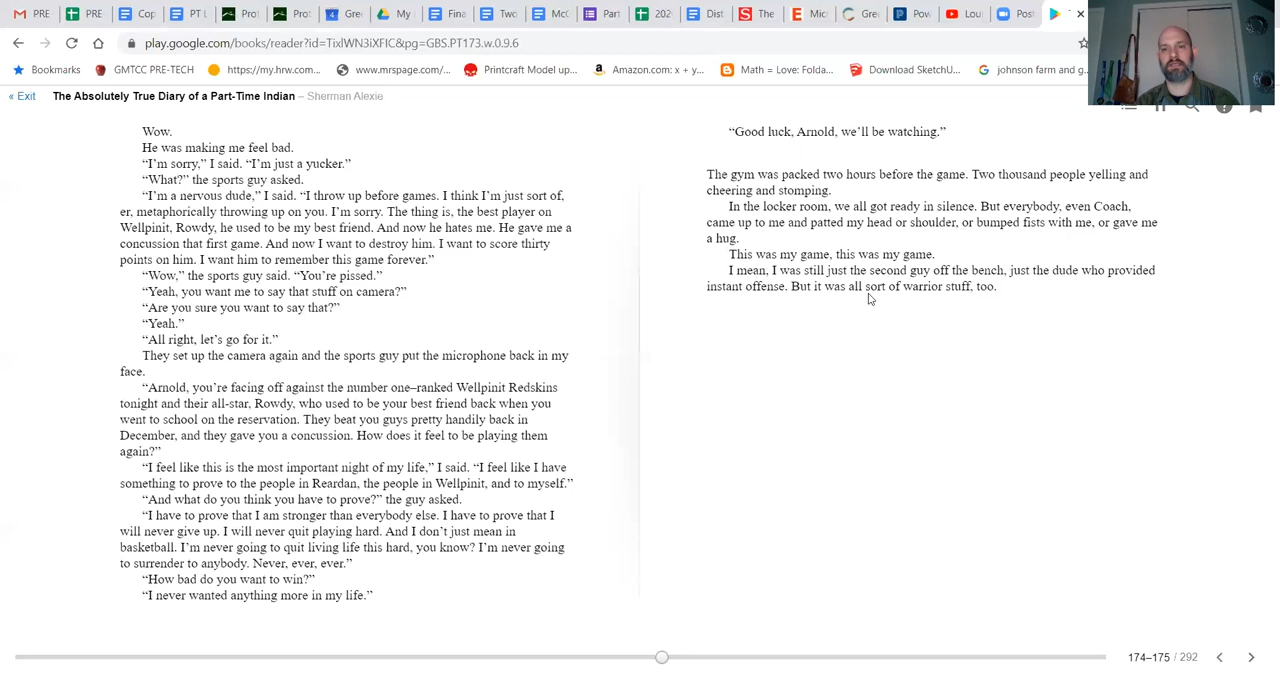 PRE
PRE
Cop
PT L
Prot
Prot
Gree
My
Fina
Two
McC
Part
202
Dist
The
Mic
Gree
Pow
Lou
Post
play.google.com/books/reader?id=TixlWN3iXFIC&pg=GBS.PT173.w.0.9.6
Bookmarks
GMTCC PRE-TECH
https://my.hrw.com...
www.mrspage.com/...
Printcraft Model up...
Amazon.com: x + y...
Math = Love: Folda...
Download SketchU...
johnson farm and g...
« Exit
The Absolutely True Diary of a Part-Time Indian – Sherman Alexie
Wow.
He was making me feel bad.
“I’m sorry,” I said. “I’m just a yucker.”
“What?” the sports guy asked.
“I’m a nervous dude,” I said. “I throw up before games. I think I’m just sort of,
er, metaphorically throwing up on you. I’m sorry. The thing is, the best player on
Wellpinit, Rowdy, he used to be my best friend. And now he hates me. He gave me a
concussion that first game. And now I want to destroy him. I want to score thirty
points on him. I want him to remember this game forever.”
“Wow,” the sports guy said. “You’re pissed.”
“Yeah, you want me to say that stuff on camera?”
“Are you sure you want to say that?”
“Yeah.”
“All right, let’s go for it.”
They set up the camera again and the sports guy put the microphone back in my
face.
“Arnold, you’re facing off against the number one–ranked Wellpinit Redskins
tonight and their all-star, Rowdy, who used to be your best friend back when you
went to school on the reservation. They beat you guys pretty handily back in
December, and they gave you a concussion. How does it feel to be playing them
again?”
“I feel like this is the most important night of my life,” I said. “I feel like I have
something to prove to the people in Reardan, the people in Wellpinit, and to myself.”
“And what do you think you have to prove?” the guy asked.
“I have to prove that I am stronger than everybody else. I have to prove that I
will never give up. I will never quit playing hard. And I don’t just mean in
basketball. I’m never going to quit living life this hard, you know? I’m never going
to surrender to anybody. Never, ever, ever.”
“How bad do you want to win?”
“I never wanted anything more in my life.”
“Good luck, Arnold, we’ll be watching.”
The gym was packed two hours before the game. Two thousand people yelling and
cheering and stomping.
In the locker room, we all got ready in silence. But everybody, even Coach,
came up to me and patted my head or shoulder, or bumped fists with me, or gave me
a hug.
This was my game, this was my game.
I mean, I was still just the second guy off the bench, just the dude who provided
instant offense. But it was all sort of warrior stuff, too.
174–175 / 292